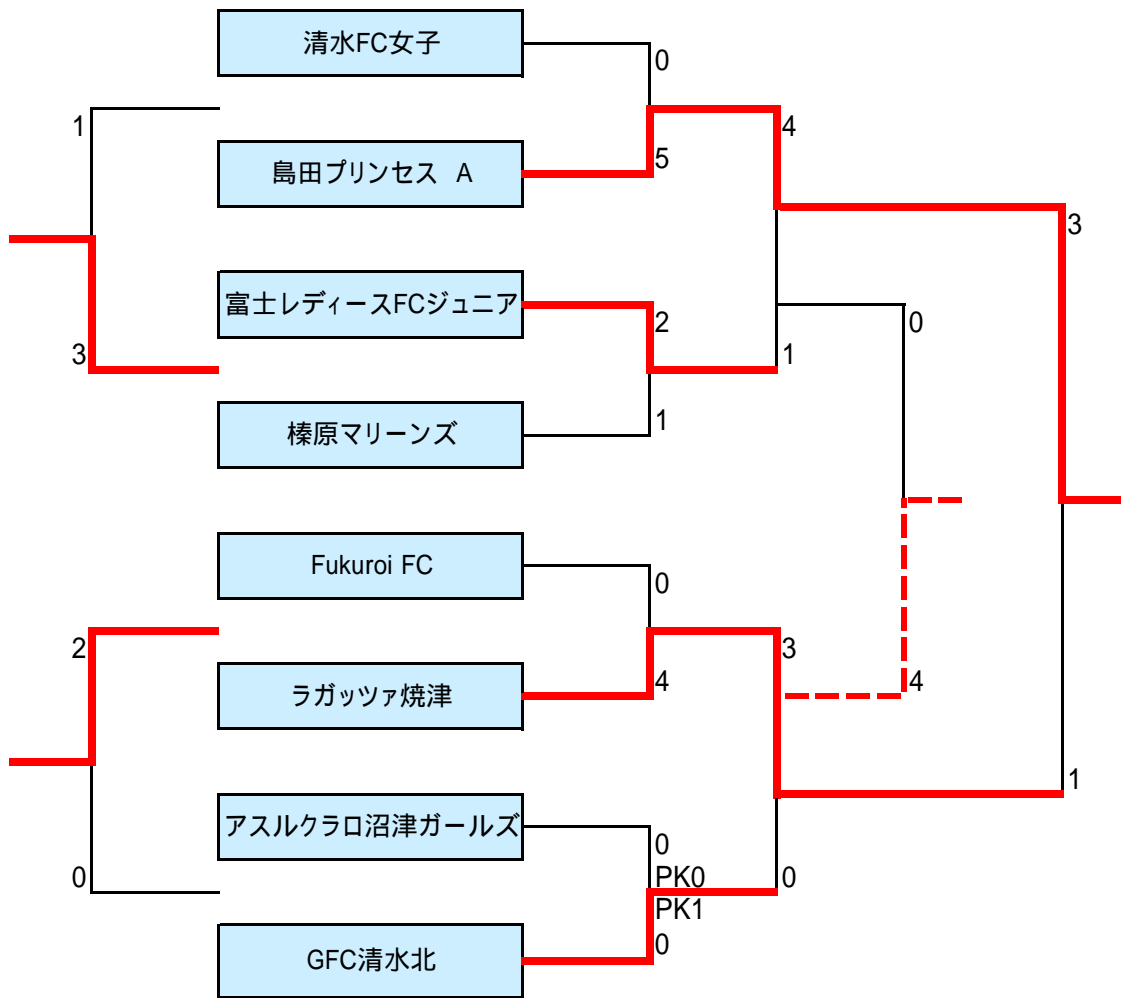 清水FC女子
0
1
4
島田プリンセス　A
5
3
富士レディースFCジュニア
2
0
3
1
榛原マリーンズ
1
Fukuroi FC
0
2
3
ラガッツァ焼津
4
4
1
アスルクラロ沼津ガールズ
0
0
PK0
0
PK1
GFC清水北
0